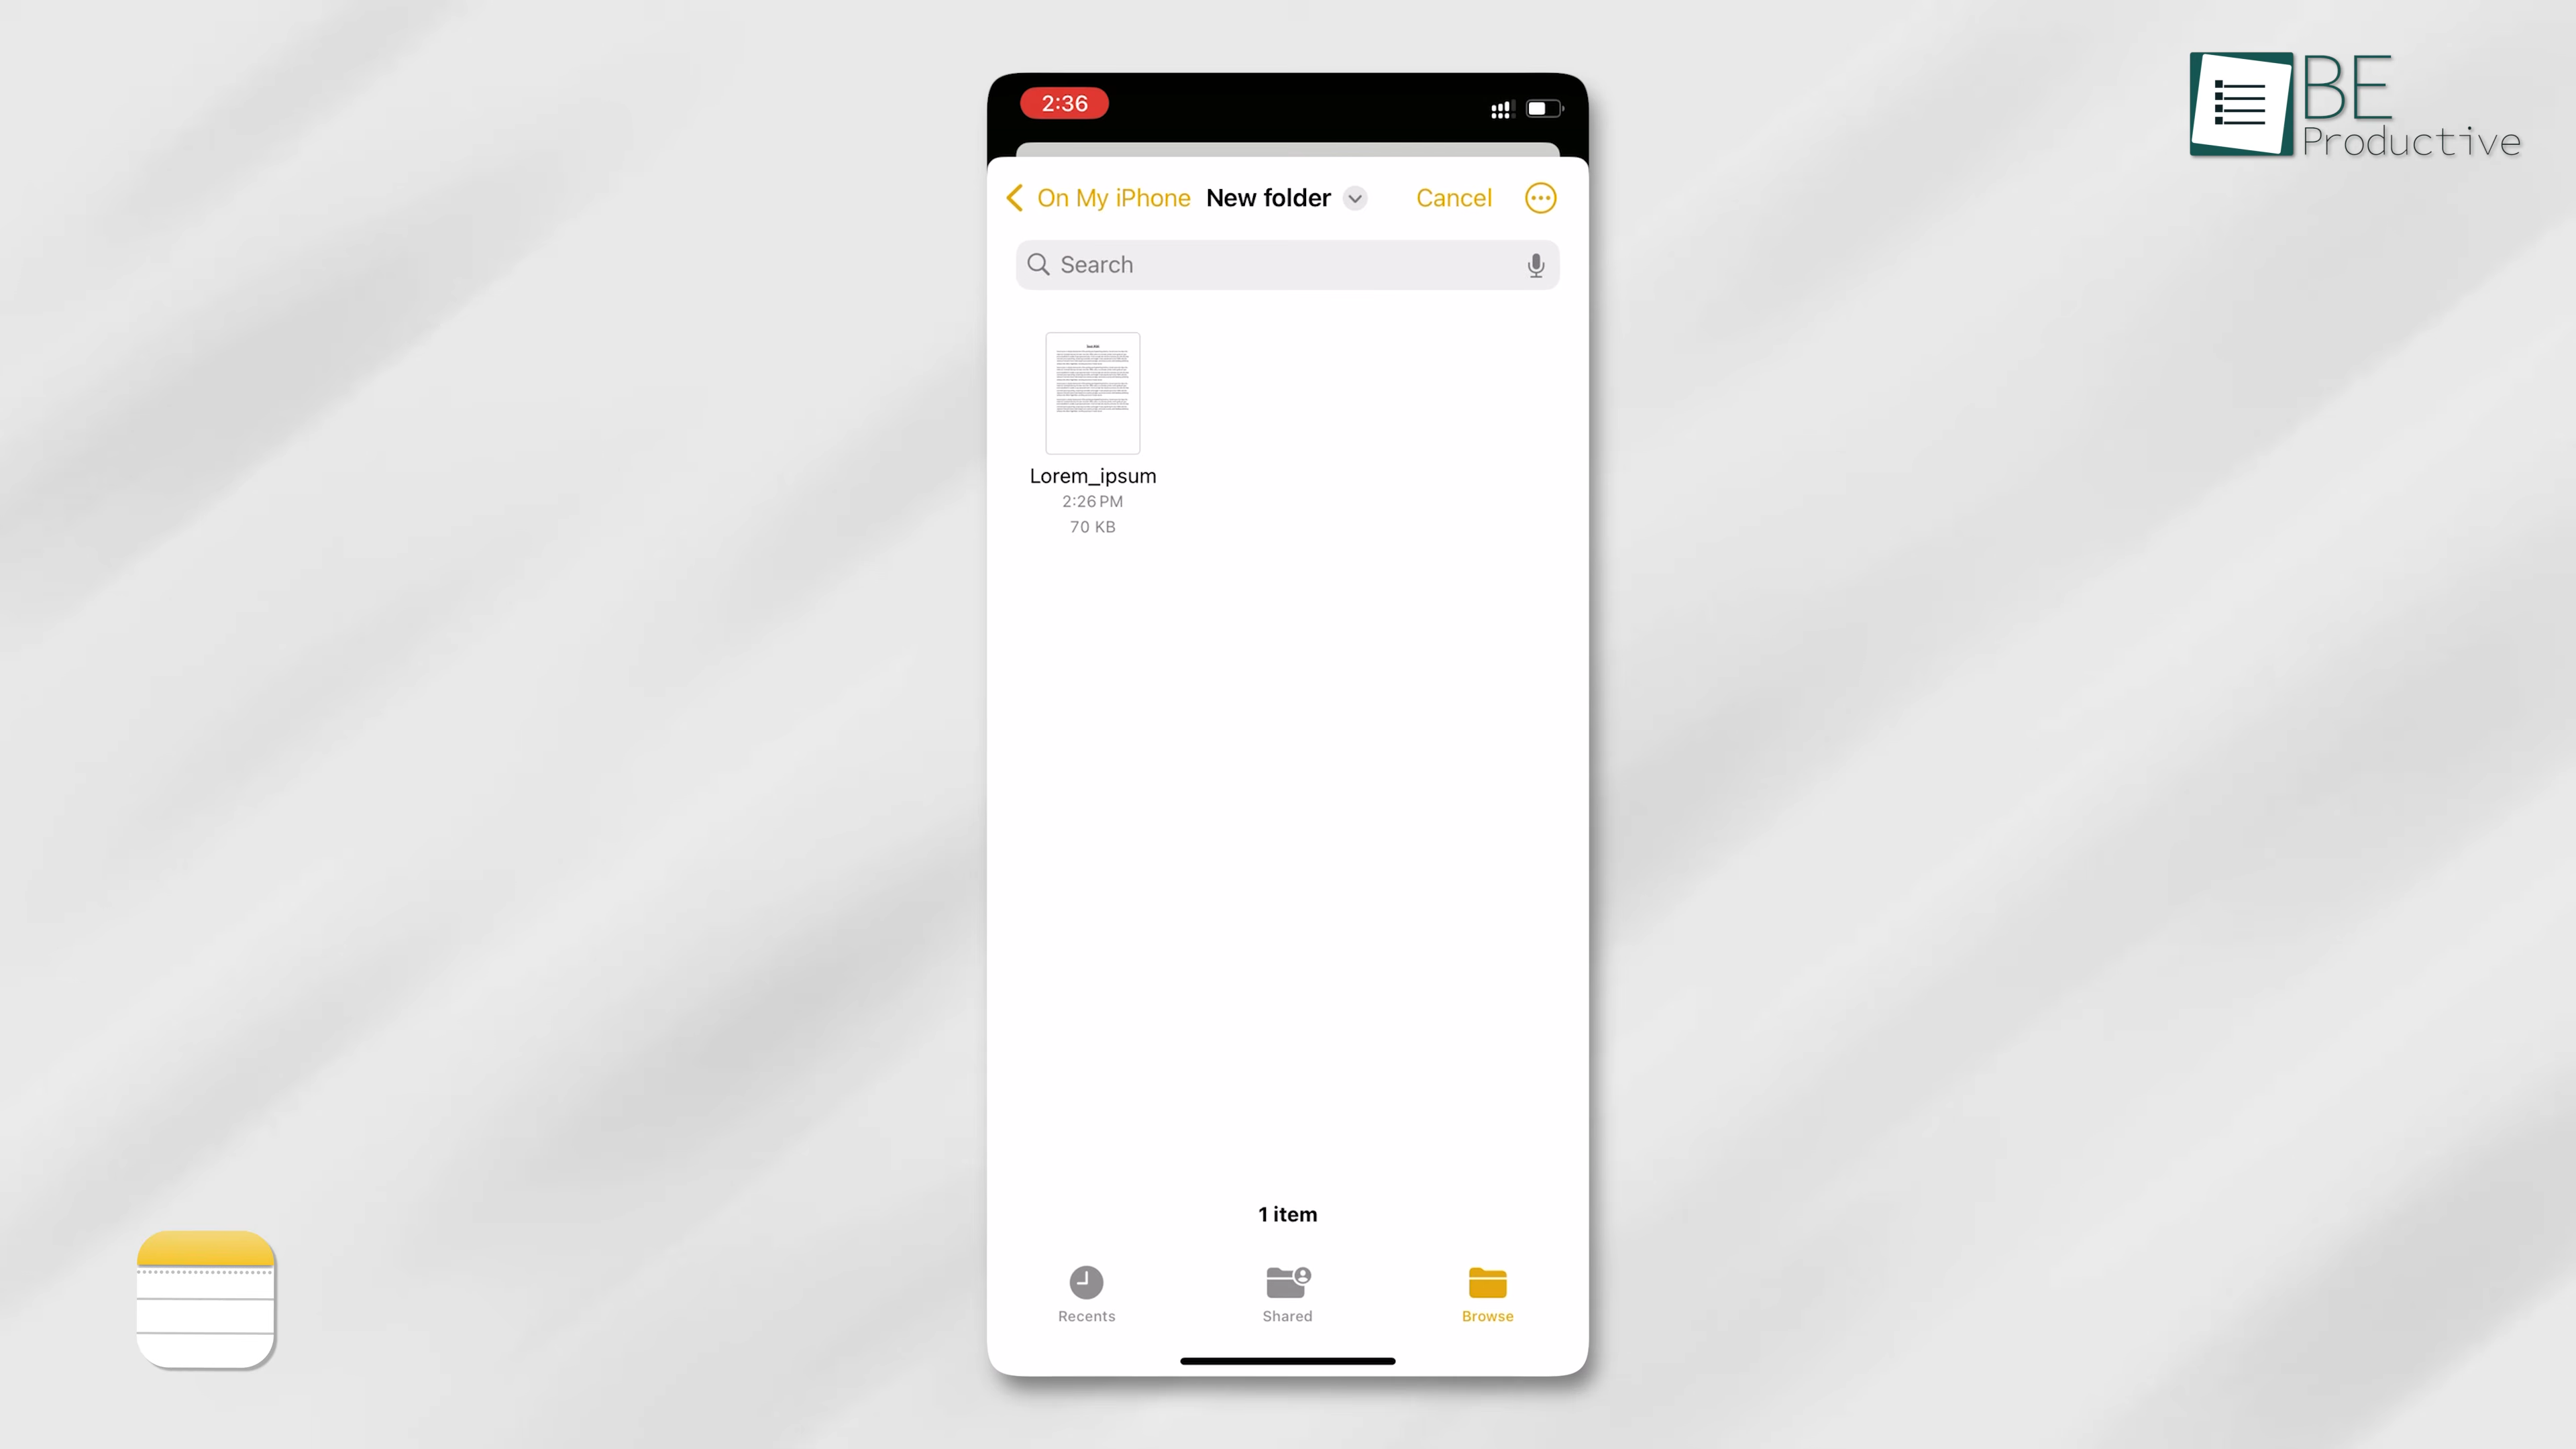 BE
Productive
2:36
On My iPhone New folder Cancel
Search
Lorem_ipsum
2:26 PM
70 KB
1 item
Recents Shared Browse